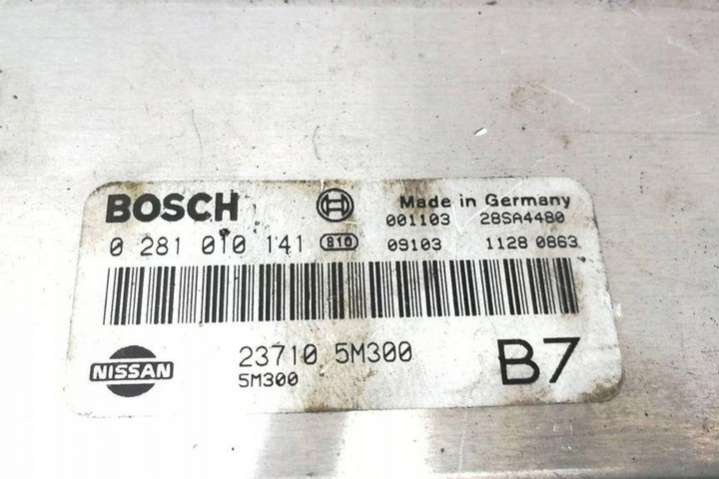 BOSCH Made in Germany
001103 28SA4480
0 281 010 141 810 09103 1128 0863
NISSAN 23710 5M300 B7
5M300